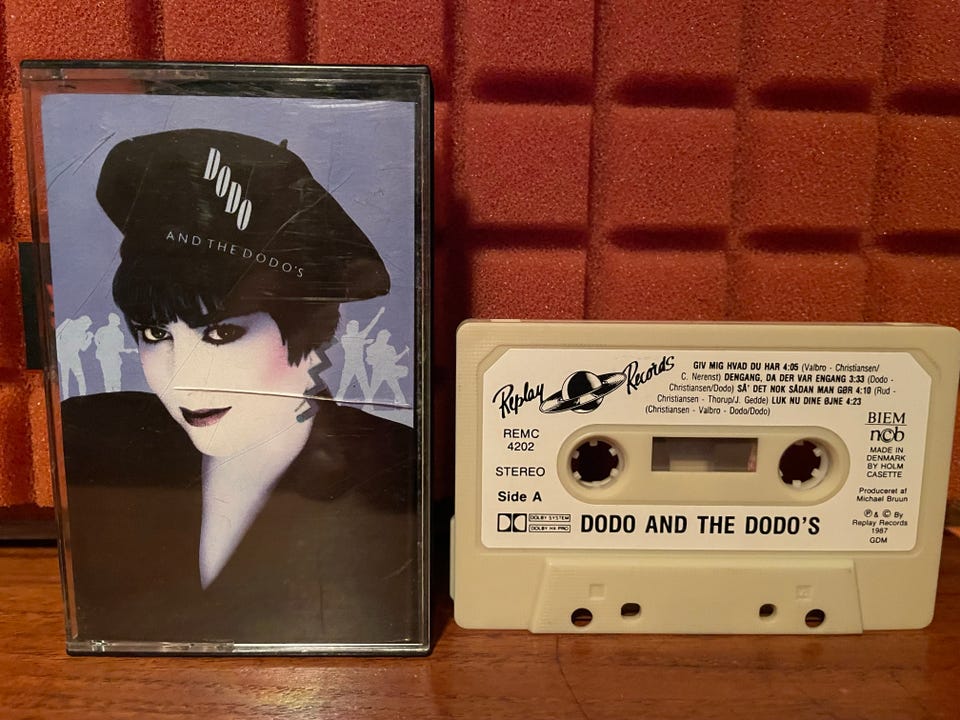 DODO
AND THE DODO'S
Replay Records
GIV MIG HVAD DU HAR 4:05 (Valbro - Christiansen/
C. Nerenst) DENGANG, DA DER VAR ENGANG 3:33 (Dodo -
Christiansen/Dodo) SÅ' DET NOK SÅDAN MAN GØR 4:10 (Rud -
Christiansen - Thorup/J. Gedde) LUK NU DINE ØJNE 4:23
(Christiansen - Valbro - Dodo/Dodo)
REMC
4202
STEREO
Side A
DOLBY SYSTEM
DOLBY HX PRO
DODO AND THE DODO'S
BIEM
ncb
MADE IN
DENMARK
BY HOLM
CASETTE
Produceret af
Michael Bruun
℗ & © By
Replay Records
1987
GDM